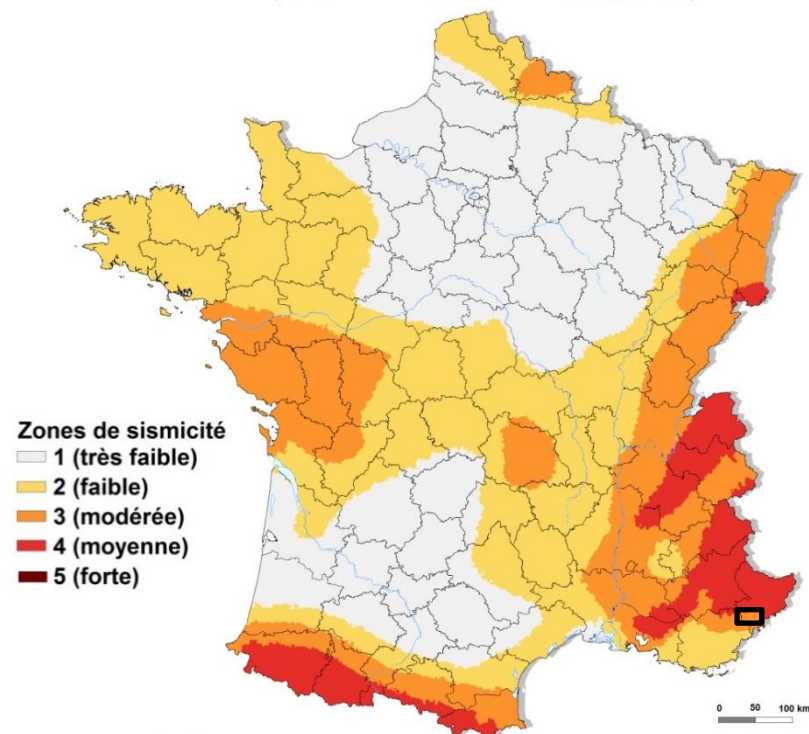 Zones de sismicité
1 (très faible)
2 (faible)
3 (modérée)
4 (moyenne)
5 (forte)
0 50 100 km